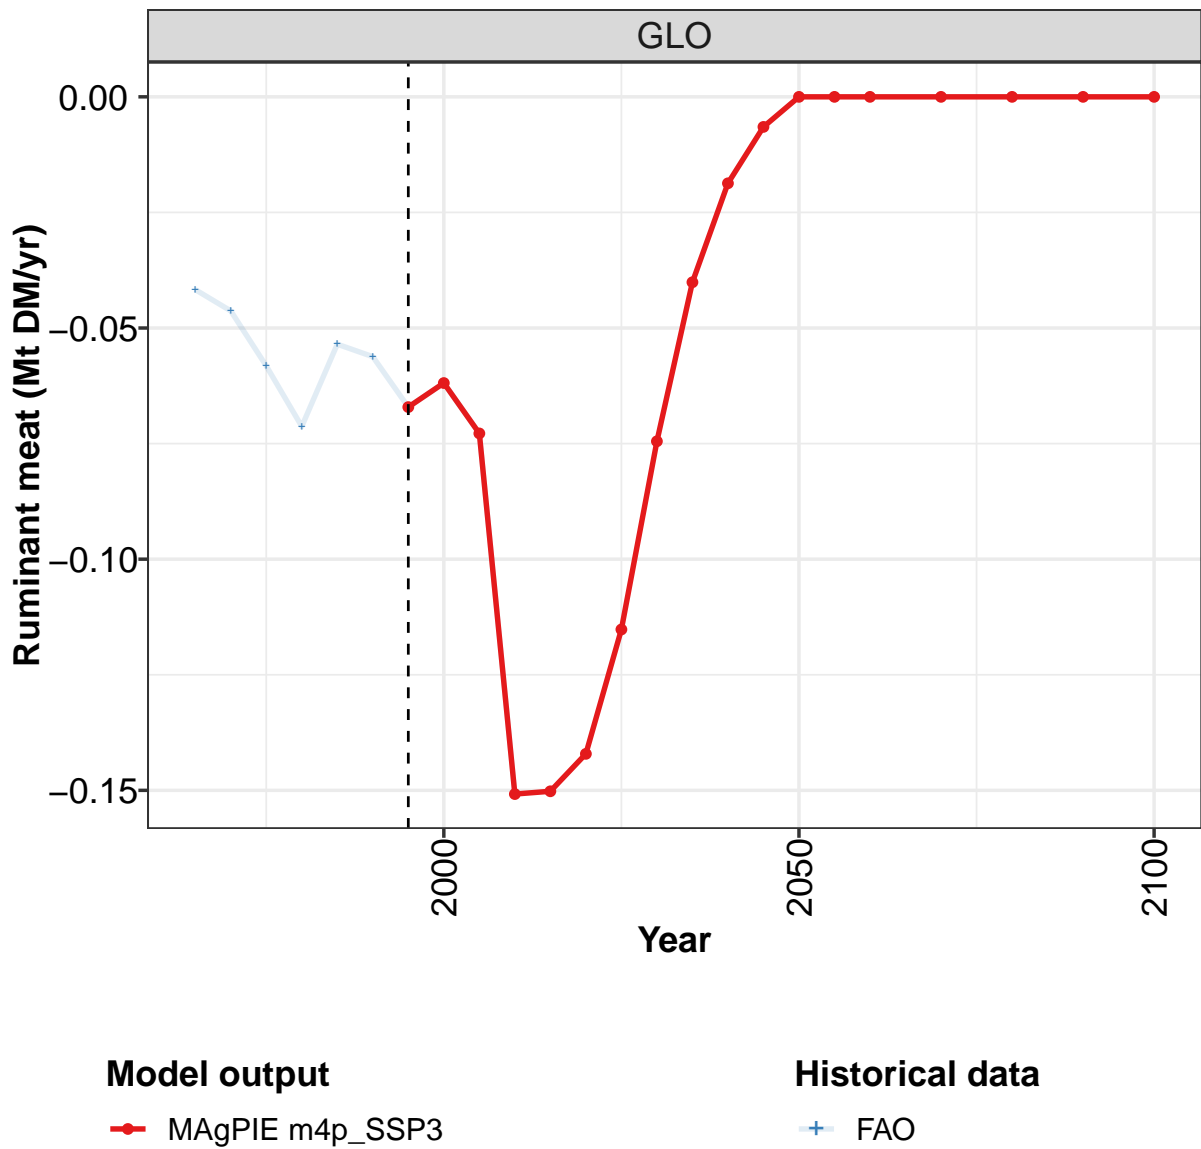 GLO
0.00
−0.05
−0.10
−0.15
Ruminant meat (Mt DM/yr)
2000
2050
2100
Year
Model output
Historical data
MAgPIE m4p_SSP3
FAO